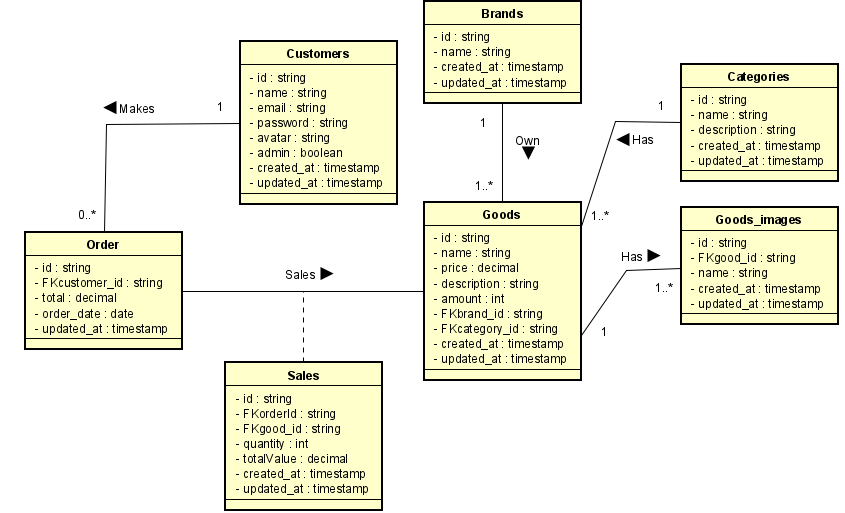 Brands
- id : string
- name : string
- created_at : timestamp
- updated_at : timestamp
Customers
- id : string
- name : string
- email : string
- password : string
- avatar : string
- admin : boolean
- created_at : timestamp
- updated_at : timestamp
Categories
- id : string
- name : string
- description : string
- created_at : timestamp
- updated_at : timestamp
Makes
1
0..*
1
Own
1..*
1
Has
1..*
Order
- id : string
- FKcustomer_id : string
- total : decimal
- order_date : date
- updated_at : timestamp
Sales
Goods
- id : string
- name : string
- price : decimal
- description : string
- amount : int
- FKbrand_id : string
- FKcategory_id : string
- created_at : timestamp
- updated_at : timestamp
Has
1..*
1
Goods_images
- id : string
- FKgood_id : string
- name : string
- created_at : timestamp
- updated_at : timestamp
Sales
- id : string
- FKorderId : string
- FKgood_id : string
- quantity : int
- totalValue : decimal
- created_at : timestamp
- updated_at : timestamp